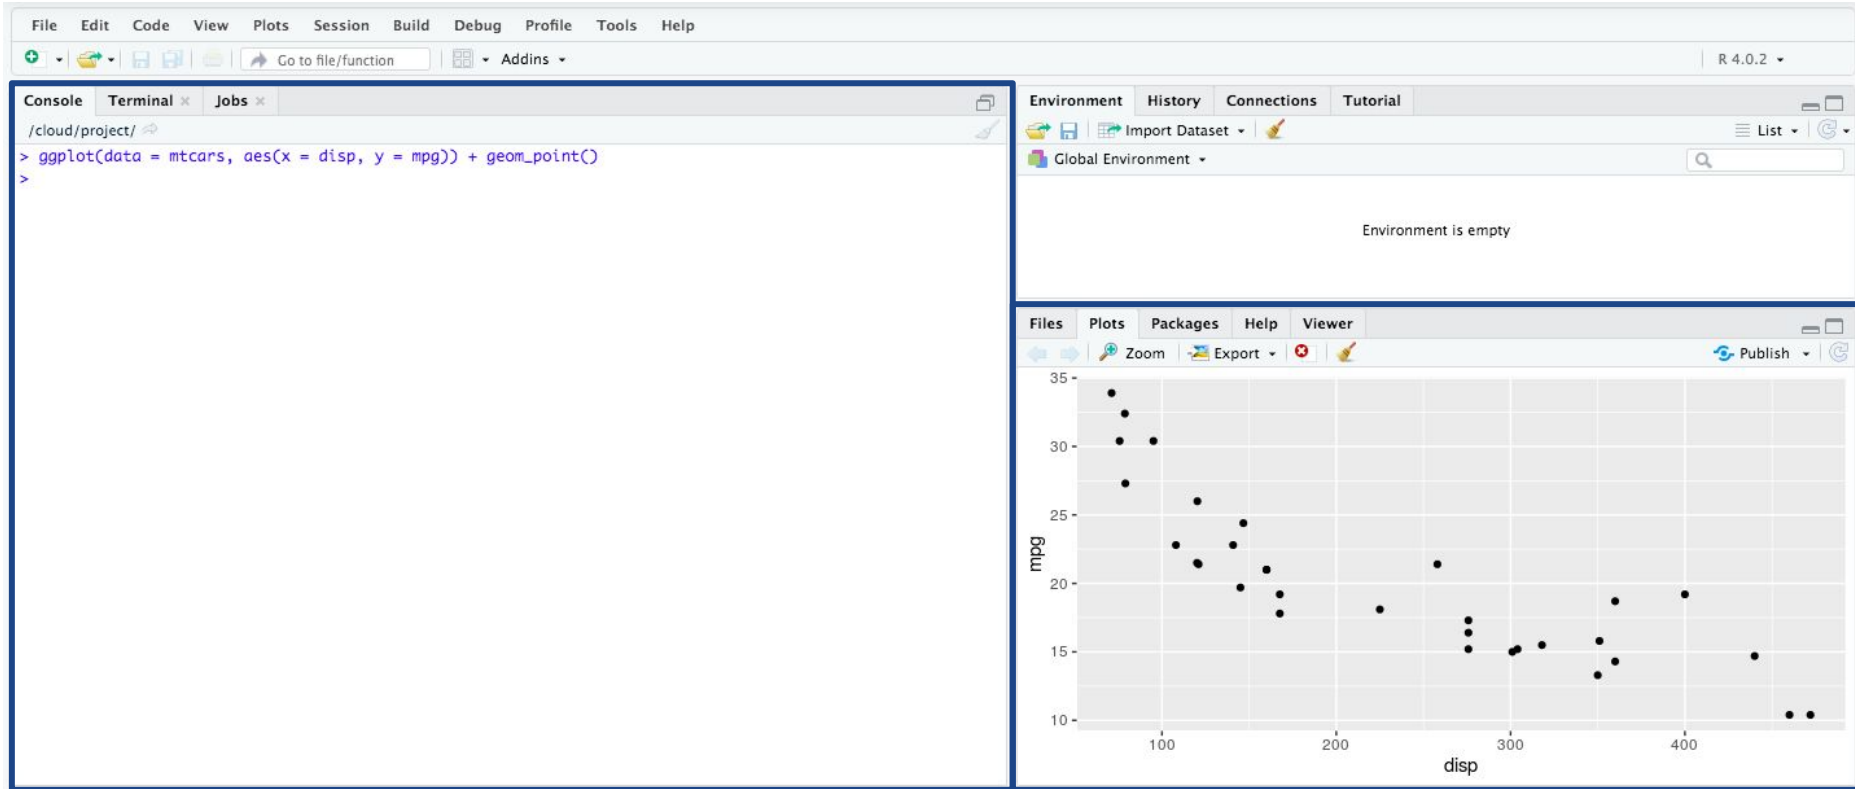 File Edit Code View Plots Session Build Debug Profile Tools Help
Go to file/function Addins R 4.0.2
Console Terminal Jobs
/cloud/project/
> ggplot(data = mtcars, aes(x = disp, y = mpg)) + geom_point()
>
Environment History Connections Tutorial
Import Dataset List
Global Environment
Environment is empty
Files Plots Packages Help Viewer
Zoom Export Publish
35
30
25
20
15
10
mpg
100 200 300 400
disp